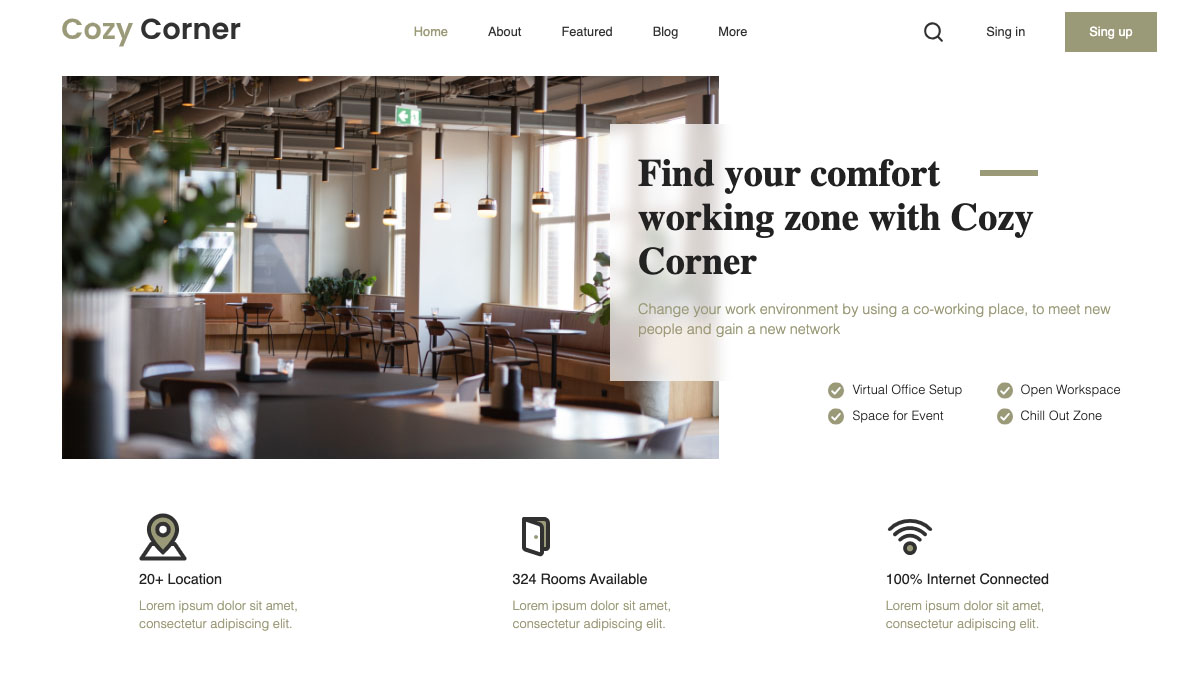 Cozy Corner
Home About Featured Blog More Sing in Sing up
Find your comfort
working zone with Cozy
Corner
Change your work environment by using a co-working place, to meet new
people and gain a new network
Virtual Office Setup Open Workspace
Space for Event Chill Out Zone
20+ Location
Lorem ipsum dolor sit amet,
consectetur adipiscing elit.
324 Rooms Available
Lorem ipsum dolor sit amet,
consectetur adipiscing elit.
100% Internet Connected
Lorem ipsum dolor sit amet,
consectetur adipiscing elit.